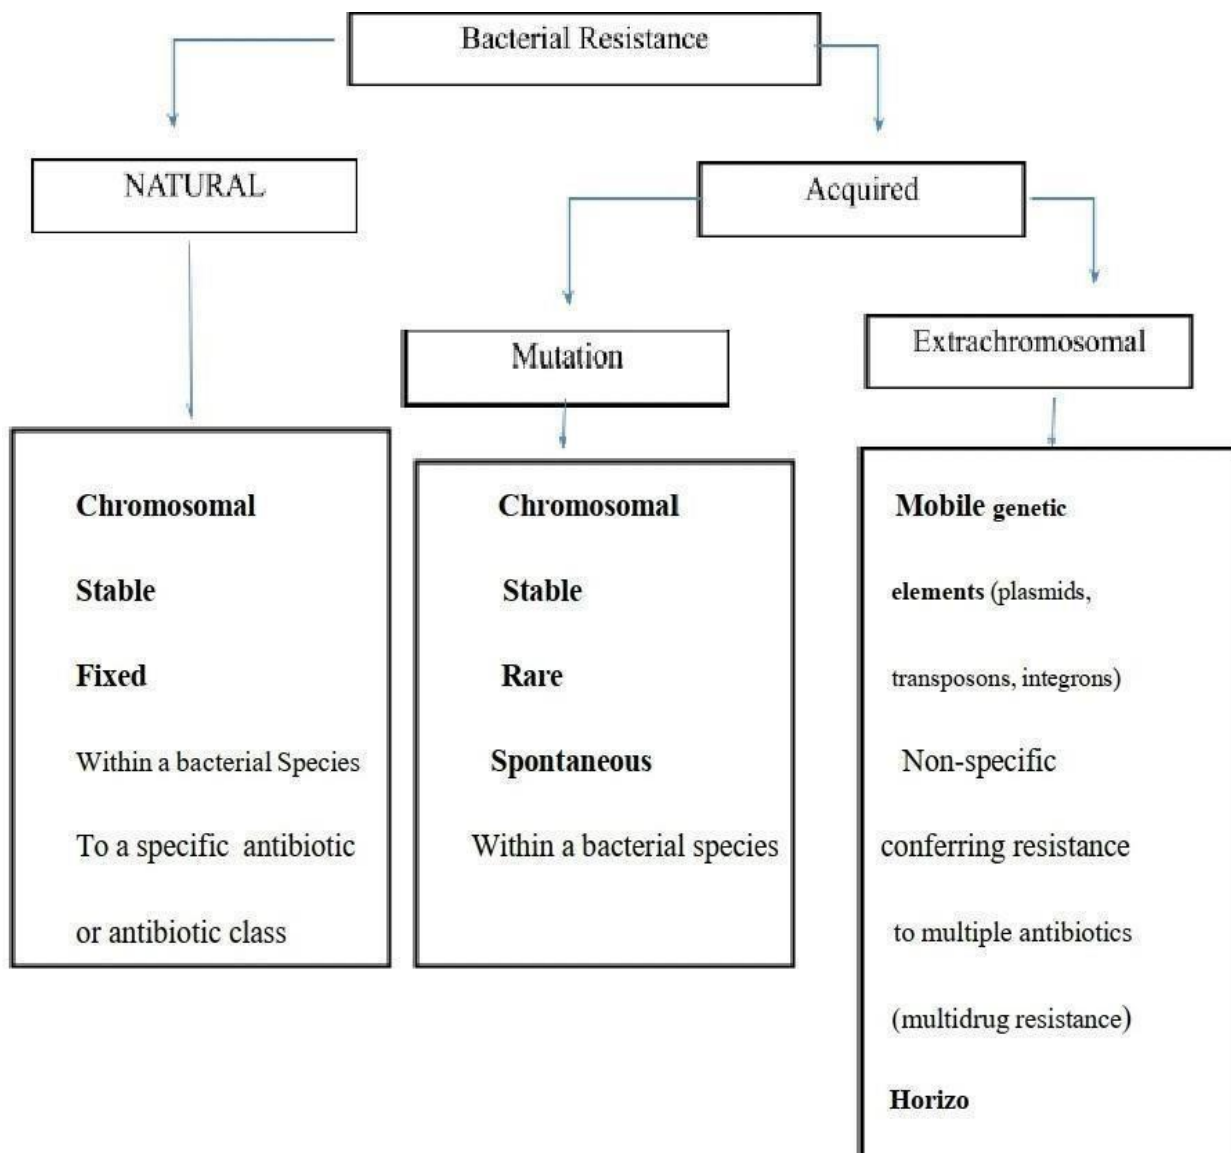 Bacterial Resistance
NATURAL
Acquired
Mutation
Extrachromosomal
Chromosomal
Stable
Fixed
Within a bacterial Species
To a specific antibiotic
or antibiotic class
Chromosomal
Stable
Rare
Spontaneous
Within a bacterial species
Mobile genetic
elements (plasmids,
transposons, integrons)
Non-specific
conferring resistance
to multiple antibiotics
(multidrug resistance)
Horizo